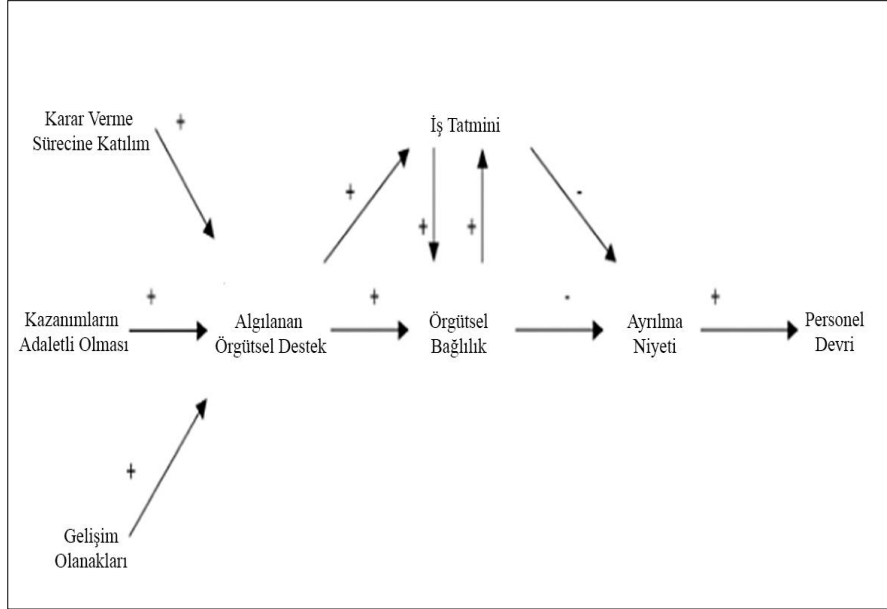 Karar Verme
Sürecine Katılım
+
İş Tatmini
+
+
+
-
Kazanımların
Adaletli Olması
+
Algılanan
Örgütsel Destek
+
Örgütsel
Bağlılık
-
Ayrılma
Niyeti
+
Personel
Devri
+
Gelişim
Olanakları